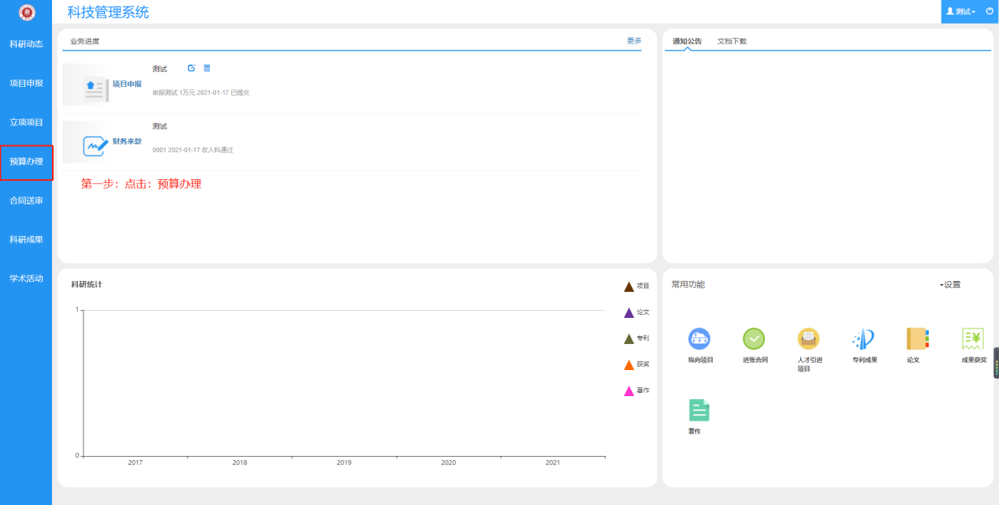 科技管理系统
测试
科研动态
项目申报
立项项目
预算办理
合同送审
科研成果
学术活动
业务进度
更多
测试
项目申报
申报测试 1万元 2021-01-17 已提交
测试
财务来款
0001 2021-01-17 收入科通过
第一步：点击：预算办理
通知公告
文档下载
科研统计
1
0
2017
2018
2019
2020
2021
项目
论文
专利
获奖
著作
常用功能
设置
纵向项目
进账合同
人才引进
项目
专利成果
论文
成果获奖
著作